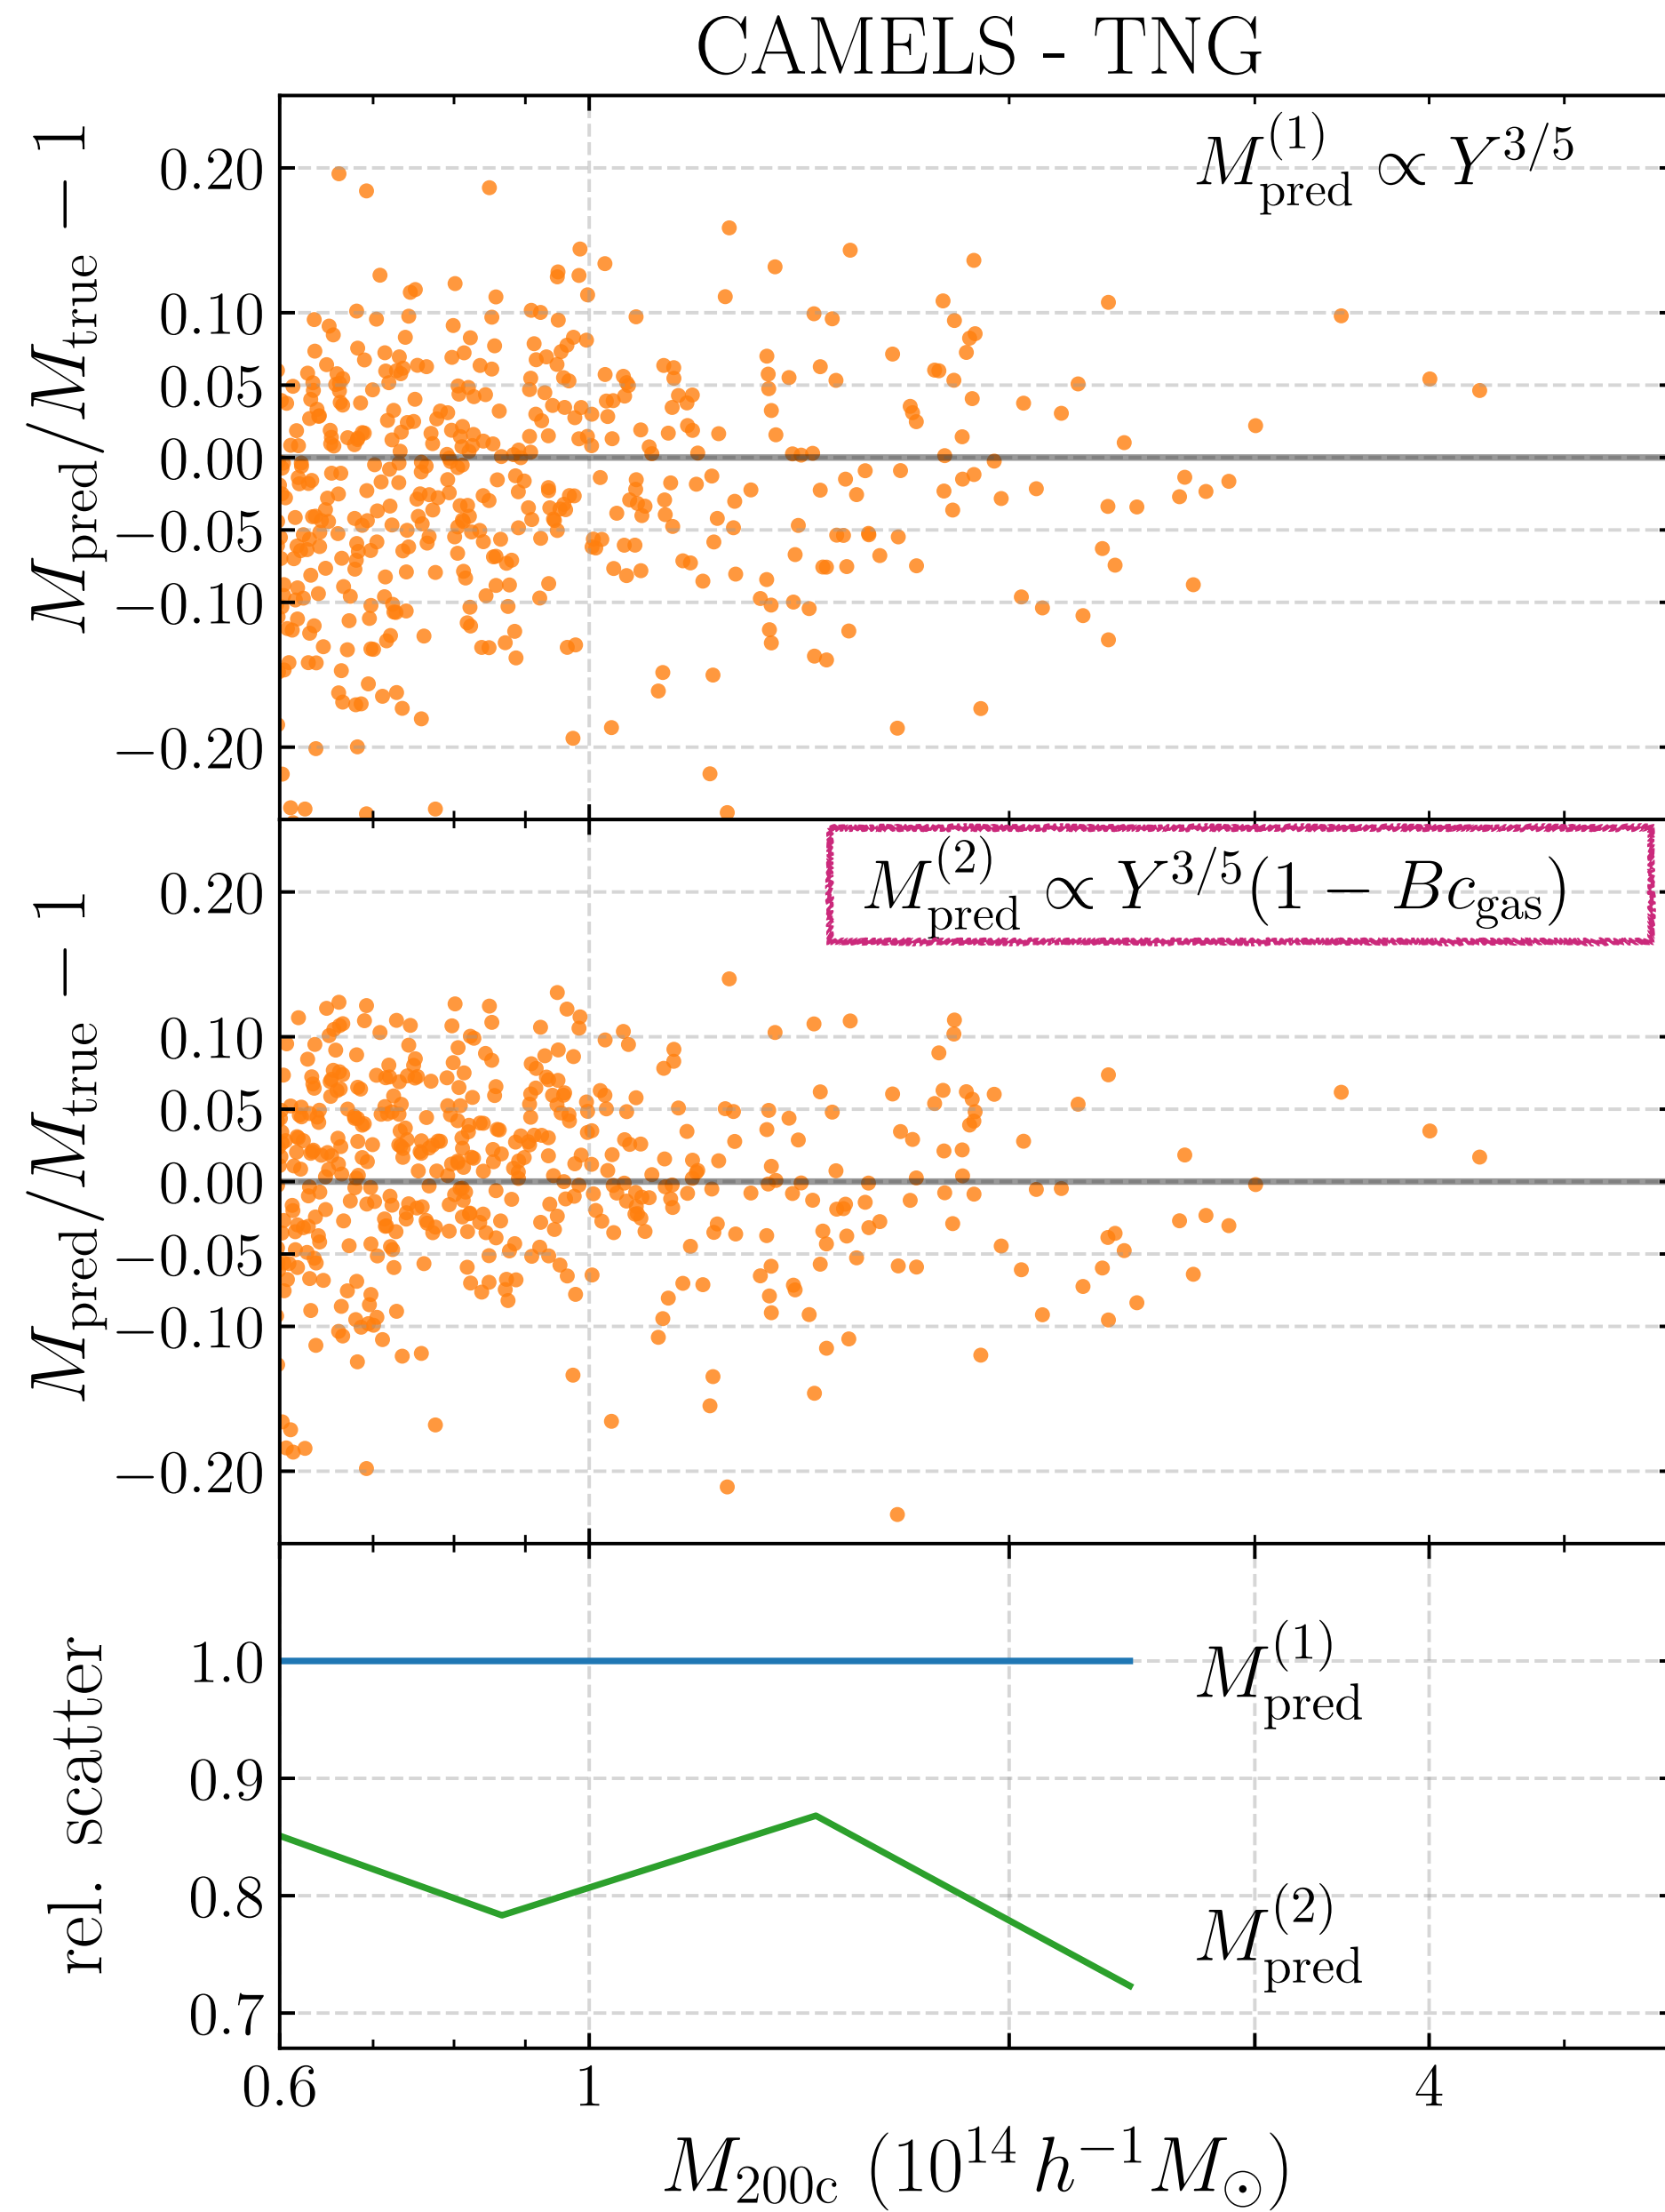 CAMELS - TNG
M_pred/M_true − 1
0.20
0.10
0.05
0.00
−0.05
−0.10
−0.20
M_pred^(1) ∝ Y^3/5
M_pred/M_true − 1
0.20
0.10
0.05
0.00
−0.05
−0.10
−0.20
M_pred^(2) ∝ Y^3/5(1 − Bc_gas)
rel. scatter
1.0
0.9
0.8
0.7
M_pred^(1)
M_pred^(2)
0.6 1 4
M_200c (10^14 h^−1 M_⊙)